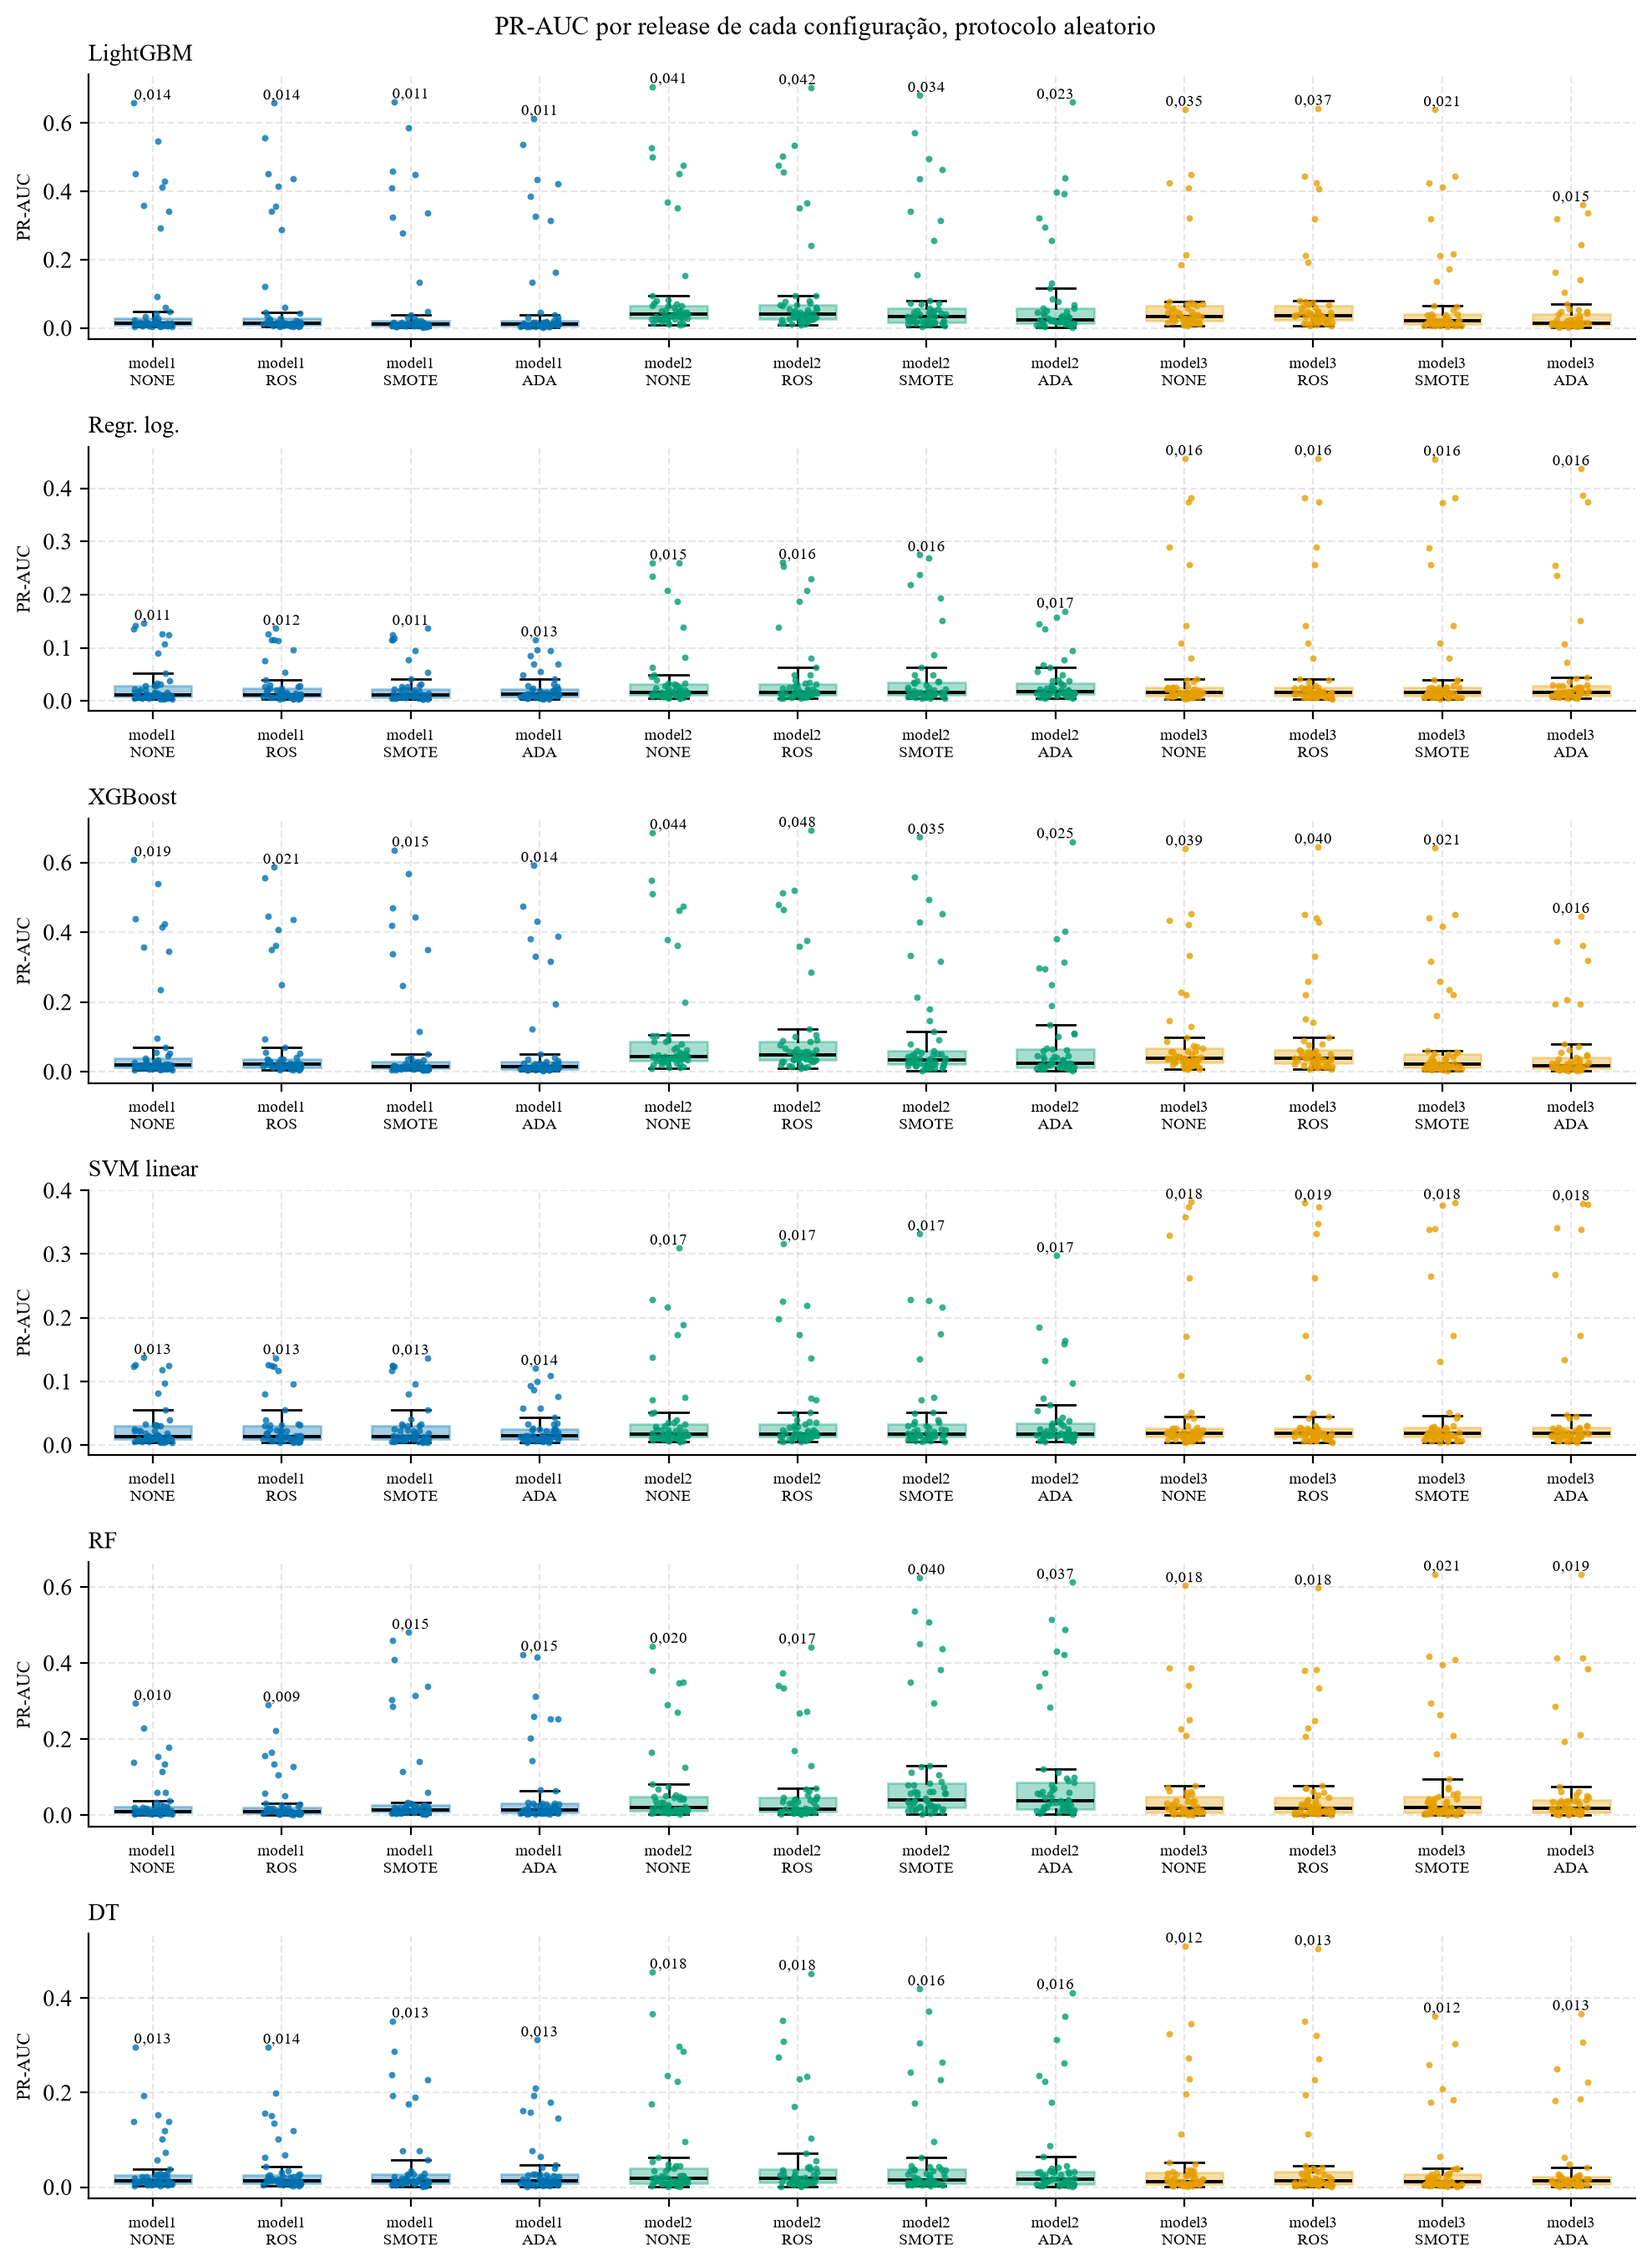 PR-AUC por release de cada configuração, protocolo aleatorio
LightGBM
0,014 0,014 0,011 0,011 0,041 0,042 0,034 0,023 0,035 0,037 0,021 0,015
PR-AUC
0.6
0.4
0.2
0.0
model1 model1 model1 model1 model2 model2 model2 model2 model3 model3 model3 model3
NONE ROS SMOTE ADA NONE ROS SMOTE ADA NONE ROS SMOTE ADA
Regr. log.
0,011 0,012 0,011 0,013 0,015 0,016 0,016 0,017 0,016 0,016 0,016 0,016
PR-AUC
0.4
0.3
0.2
0.1
0.0
model1 model1 model1 model1 model2 model2 model2 model2 model3 model3 model3 model3
NONE ROS SMOTE ADA NONE ROS SMOTE ADA NONE ROS SMOTE ADA
XGBoost
0,019 0,021 0,015 0,014 0,044 0,048 0,035 0,025 0,039 0,040 0,021 0,016
PR-AUC
0.6
0.4
0.2
0.0
model1 model1 model1 model1 model2 model2 model2 model2 model3 model3 model3 model3
NONE ROS SMOTE ADA NONE ROS SMOTE ADA NONE ROS SMOTE ADA
SVM linear
0,013 0,013 0,013 0,014 0,017 0,017 0,017 0,017 0,018 0,019 0,018 0,018
PR-AUC
0.4
0.3
0.2
0.1
0.0
model1 model1 model1 model1 model2 model2 model2 model2 model3 model3 model3 model3
NONE ROS SMOTE ADA NONE ROS SMOTE ADA NONE ROS SMOTE ADA
RF
0,010 0,009 0,015 0,015 0,020 0,017 0,040 0,037 0,018 0,018 0,021 0,019
PR-AUC
0.6
0.4
0.2
0.0
model1 model1 model1 model1 model2 model2 model2 model2 model3 model3 model3 model3
NONE ROS SMOTE ADA NONE ROS SMOTE ADA NONE ROS SMOTE ADA
DT
0,013 0,014 0,013 0,013 0,018 0,018 0,016 0,016 0,012 0,013 0,012 0,013
PR-AUC
0.4
0.2
0.0
model1 model1 model1 model1 model2 model2 model2 model2 model3 model3 model3 model3
NONE ROS SMOTE ADA NONE ROS SMOTE ADA NONE ROS SMOTE ADA